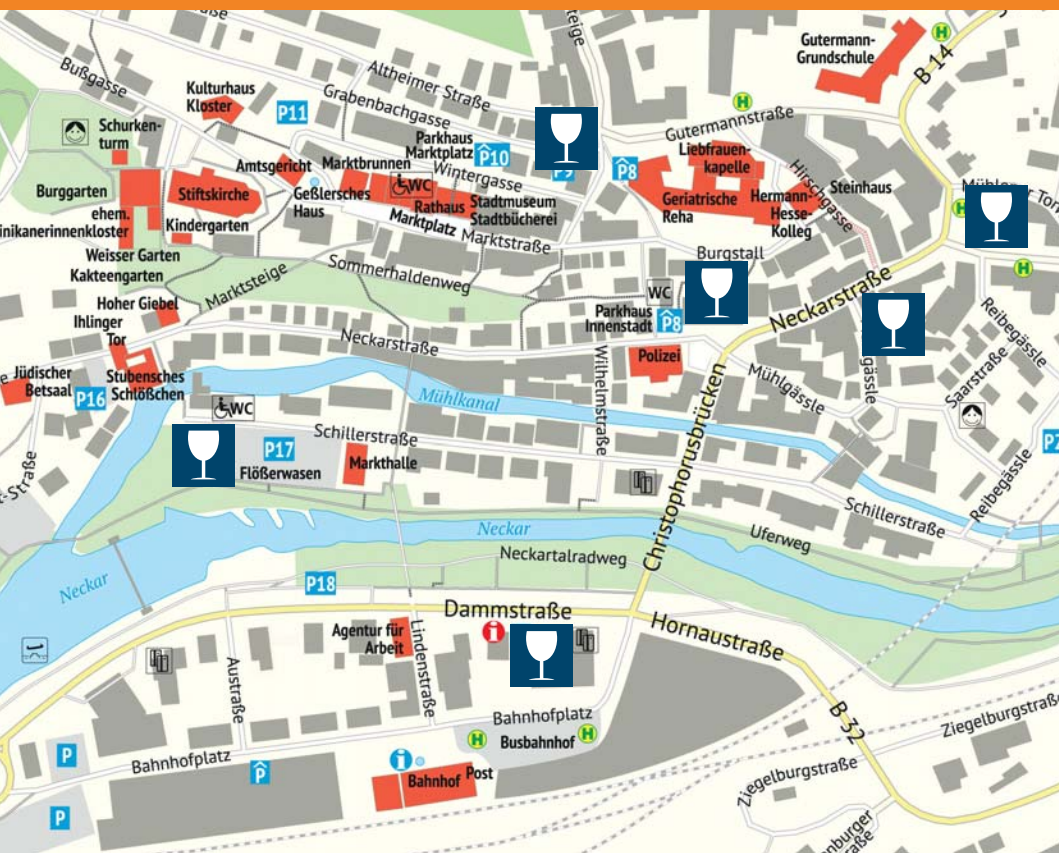 Bußgasse
Altheimer Straße
Grabenbachgasse
Kulturhaus
Kloster
P11
Schurken-
turm
Gutermann-
Grundschule
B 14
H
H
Gutermannstraße
Parkhaus
Marktplatz
P10
Wintergasse
P9
P8
Liebfrauen-
kapelle
Geriatrische
Reha
Hermann-
Hesse-
Kolleg
Hirschgasse
Steinhaus
H
H
Amtsgericht
Marktbrunnen
WC
Geßlersches
Haus
Rathaus
Stadtmuseum
Stadtbücherei
Marktplatz
Marktstraße
Burggarten
Stiftskirche
ehem.
inikanerinnenkloster
Kindergarten
Weisser Garten
Kakteengarten
Marktsteige
Sommerhaldenweg
Burgstall
WC
Parkhaus
Innenstadt
P8
Neckarstraße
Hoher Giebel
Ihlinger
Tor
Neckarstraße
Polizei
Wilhelmstraße
Mühlgässle
gässle
Reibegässle
Saarstraße
Jüdischer
Betsaal
P16
Stubensches
Schlößchen
Mühlkanal
WC
Schillerstraße
P17
Flößerwasen
Markthalle
t-Straße
Christophorusbrücken
Schillerstraße
Reibegässle
Uferweg
Neckar
Neckartalradweg
Neckar
P18
Dammstraße
Hornaustraße
Agentur für
Arbeit
i
Lindenstraße
Austraße
Bahnhofplatz
H
Busbahnhof
H
B 32
Ziegelburgstraße
Ziegelburgstraße
Bahnhofplatz
P
P
P
i
Bahnhof
Post